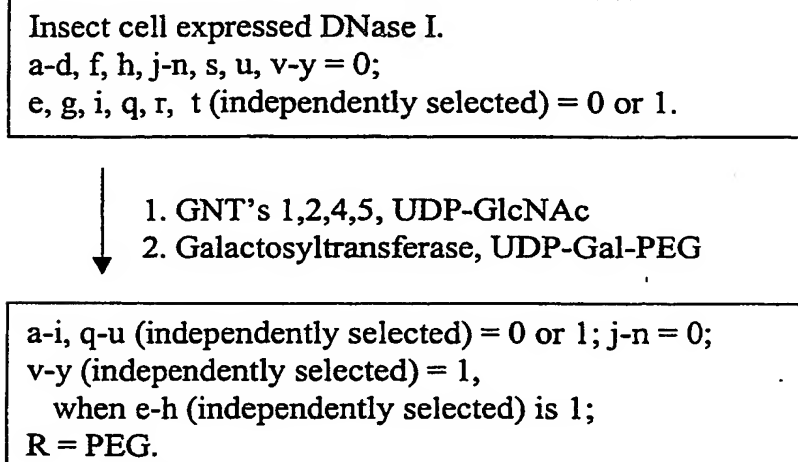 Insect cell expressed DNase I.
a-d, f, h, j-n, s, u, v-y = 0;
e, g, i, q, r, t (independently selected) = 0 or 1.
1. GNT's 1,2,4,5, UDP-GlcNAc
2. Galactosyltransferase, UDP-Gal-PEG
a-i, q-u (independently selected) = 0 or 1; j-n = 0;
v-y (independently selected) = 1,
when e-h (independently selected) is 1;
R = PEG.